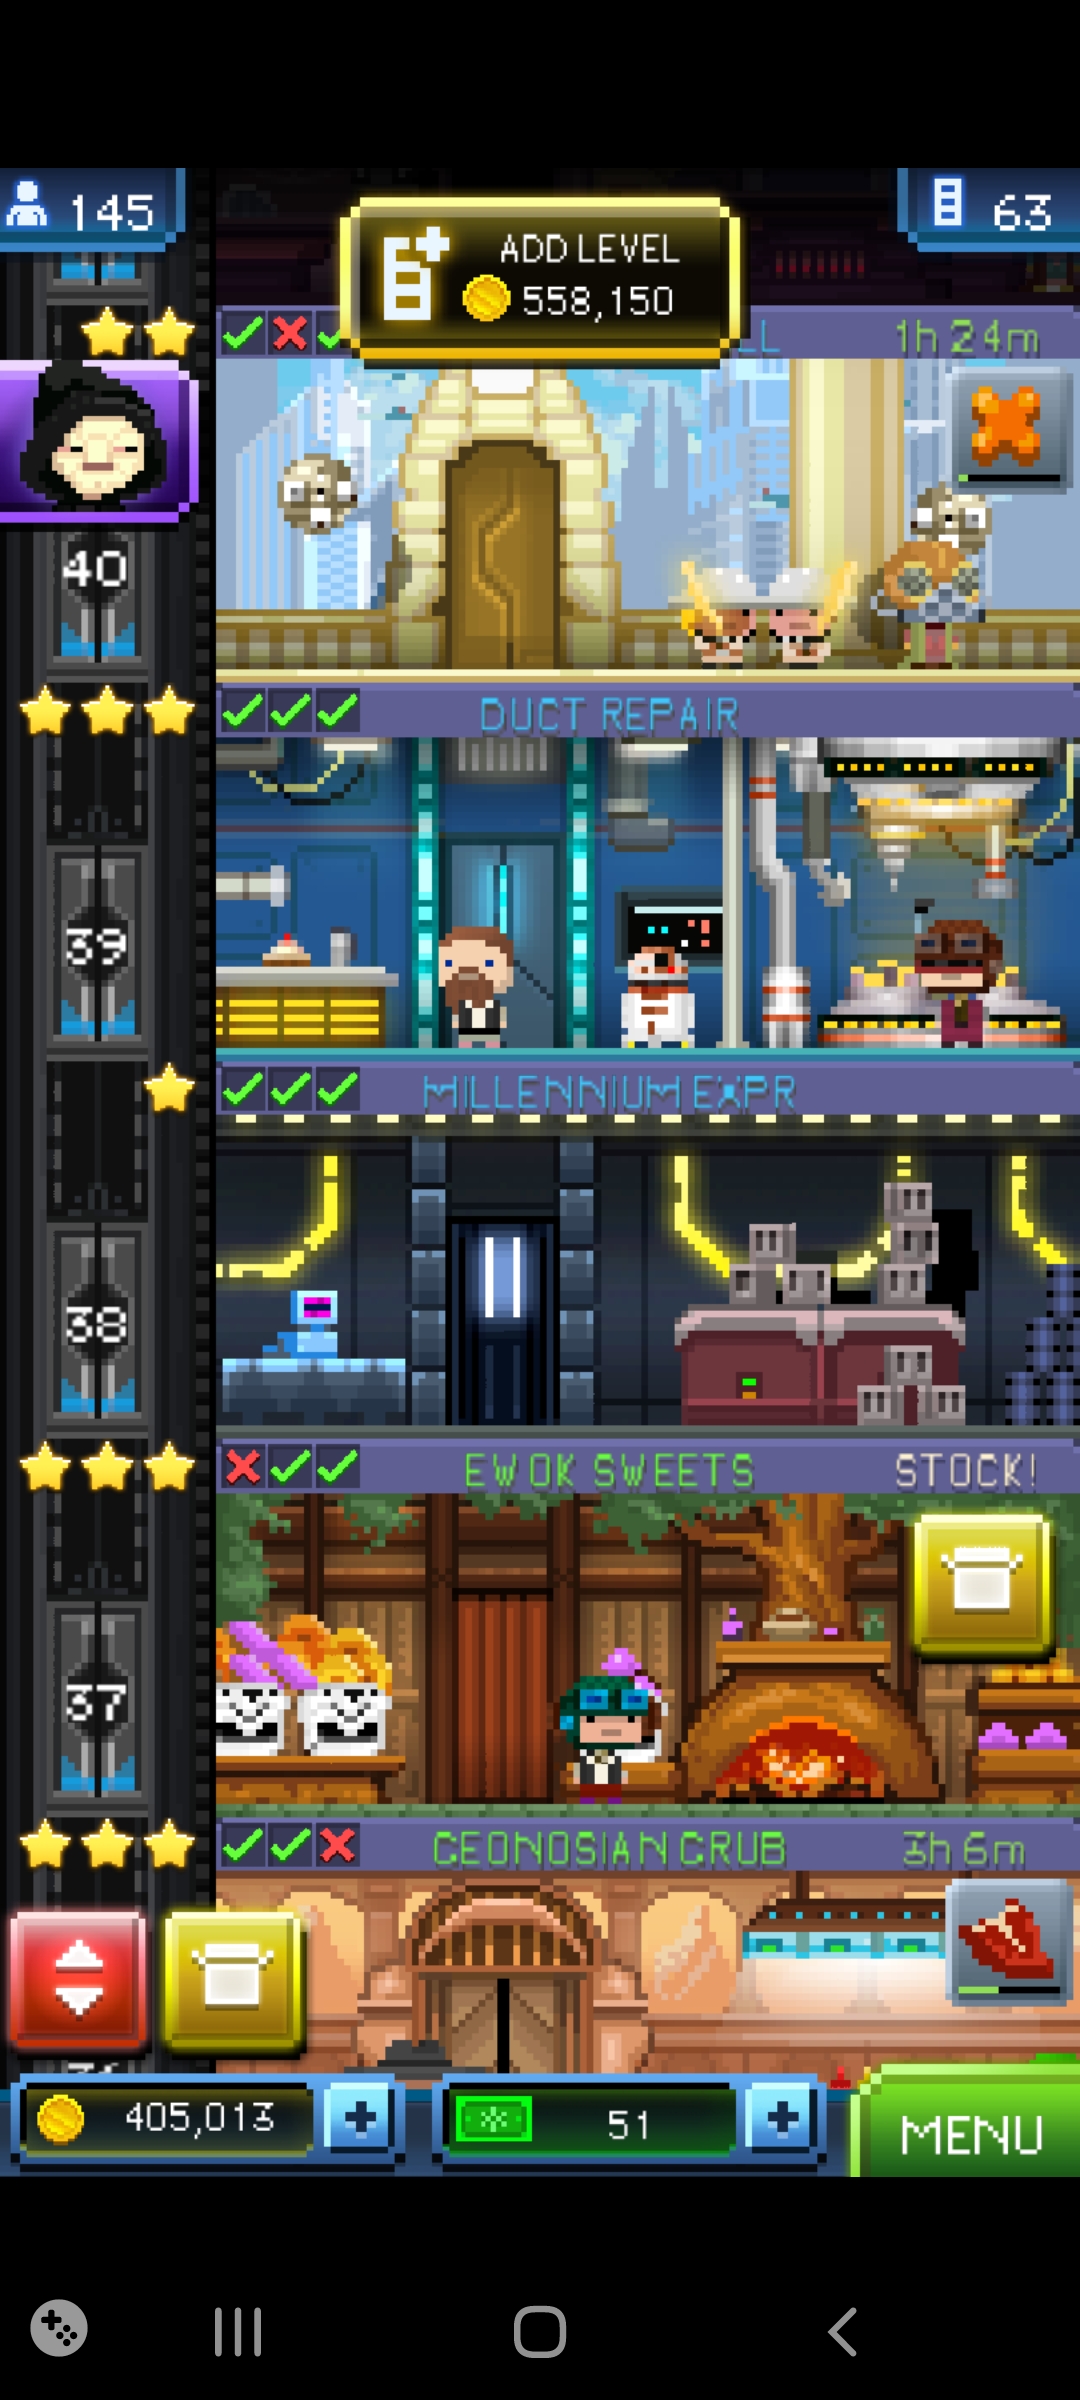 145
63
ADD LEVEL
558,150
LL 1h 24m
40
DUCT REPAIR
39
MILLENNIUM EXPR
38
EWOK SWEETS STOCK!
37
GEONOSIAN GRUB 3h 6m
405,013
51
MENU